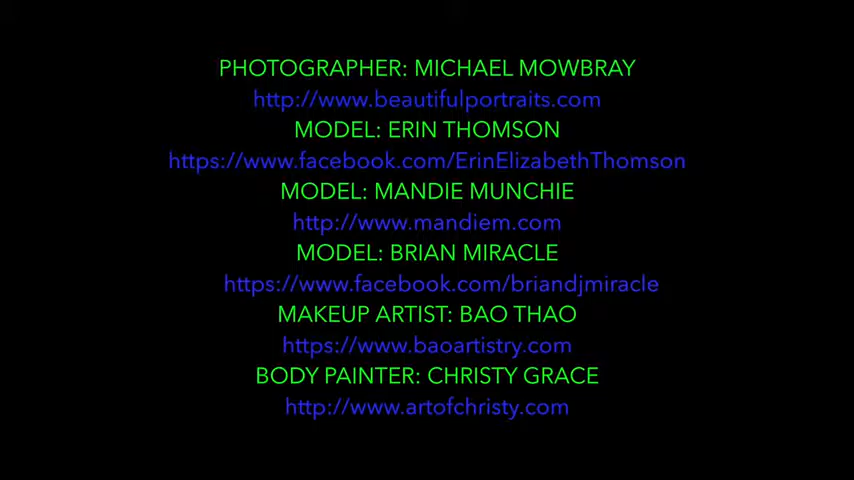 PHOTOGRAPHER: MICHAEL MOWBRAY
http://www.beautifulportraits.com
MODEL: ERIN THOMSON
https://www.facebook.com/ErinElizabethThomson
MODEL: MANDIE MUNCHIE
http://www.mandiem.com
MODEL: BRIAN MIRACLE
https://www.facebook.com/briandjmiracle
MAKEUP ARTIST: BAO THAO
https://www.baoartistry.com
BODY PAINTER: CHRISTY GRACE
http://www.artofchristy.com